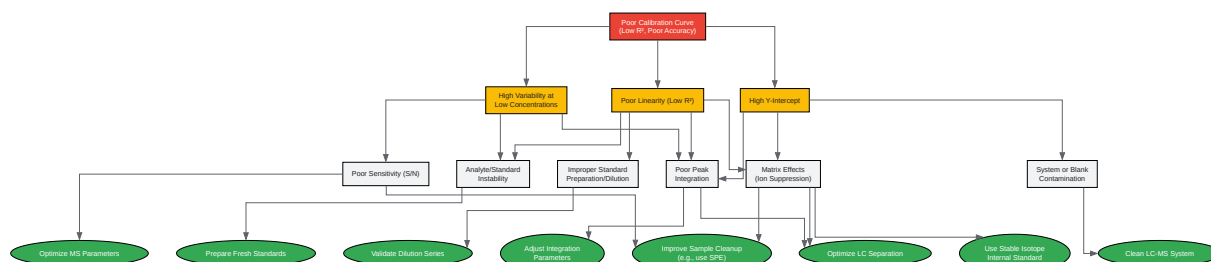 Poor Calibration Curve
(Low R², Poor Accuracy)
High Variability at
Low Concentrations
Poor Linearity (Low R²)
High Y-Intercept
Poor Sensitivity (S/N)
Analyte/Standard
Instability
Improper Standard
Preparation/Dilution
Poor Peak
Integration
Matrix Effects
(Ion Suppression)
System or Blank
Contamination
Optimize MS Parameters
Prepare Fresh Standards
Validate Dilution Series
Adjust Integration
Parameters
Improve Sample Cleanup
(e.g., use SPE)
Optimize LC Separation
Use Stable Isotope
Internal Standard
Clean LC-MS System